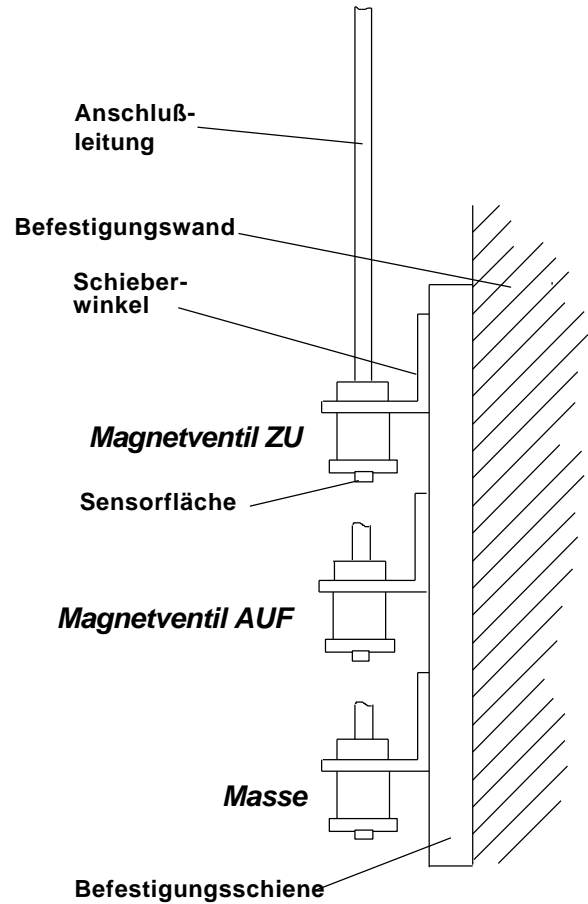 Anschluß-
leitung
Befestigungswand
Schieber-
winkel
Magnetventil ZU
Sensorfläche
Magnetventil AUF
Masse
Befestigungsschiene